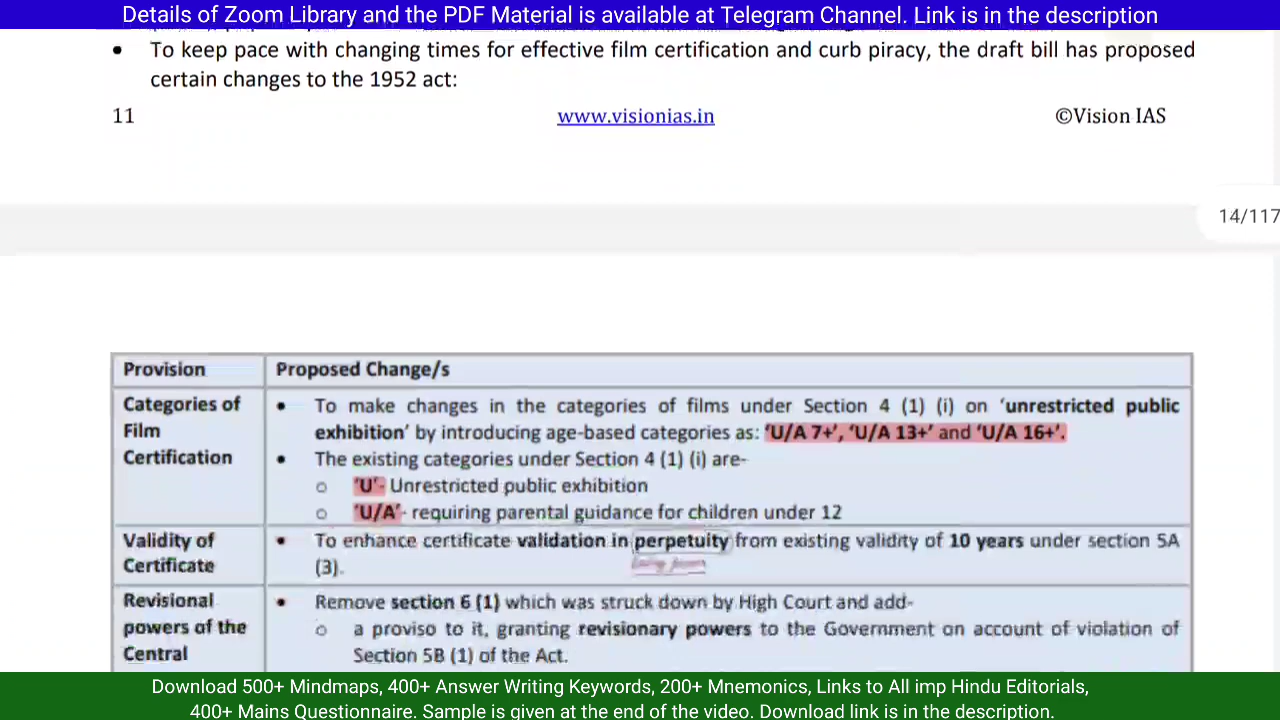 Details of Zoom Library and the PDF Material is available at Telegram Channel. Link is in the description
• To keep pace with changing times for effective film certification and curb piracy, the draft bill has proposed
certain changes to the 1952 act:
11 www.visionias.in ©Vision IAS
14/117
Provision Proposed Change/s
Categories of Film Certification
• To make changes in the categories of films under Section 4 (1) (i) on ‘unrestricted public
exhibition’ by introducing age-based categories as: ‘U/A 7+’, ‘U/A 13+’ and ‘U/A 16+’.
• The existing categories under Section 4 (1) (i) are-
o ‘U’- Unrestricted public exhibition
o ‘U/A’- requiring parental guidance for children under 12
Validity of Certificate
• To enhance certificate validation in perpetuity from existing validity of 10 years under section 5A
(3).
Revisional powers of the Central
• Remove section 6 (1) which was struck down by High Court and add-
o a proviso to it, granting revisionary powers to the Government on account of violation of
Section 5B (1) of the Act.
Download 500+ Mindmaps, 400+ Answer Writing Keywords, 200+ Mnemonics, Links to All imp Hindu Editorials,
400+ Mains Questionnaire. Sample is given at the end of the video. Download link is in the description.